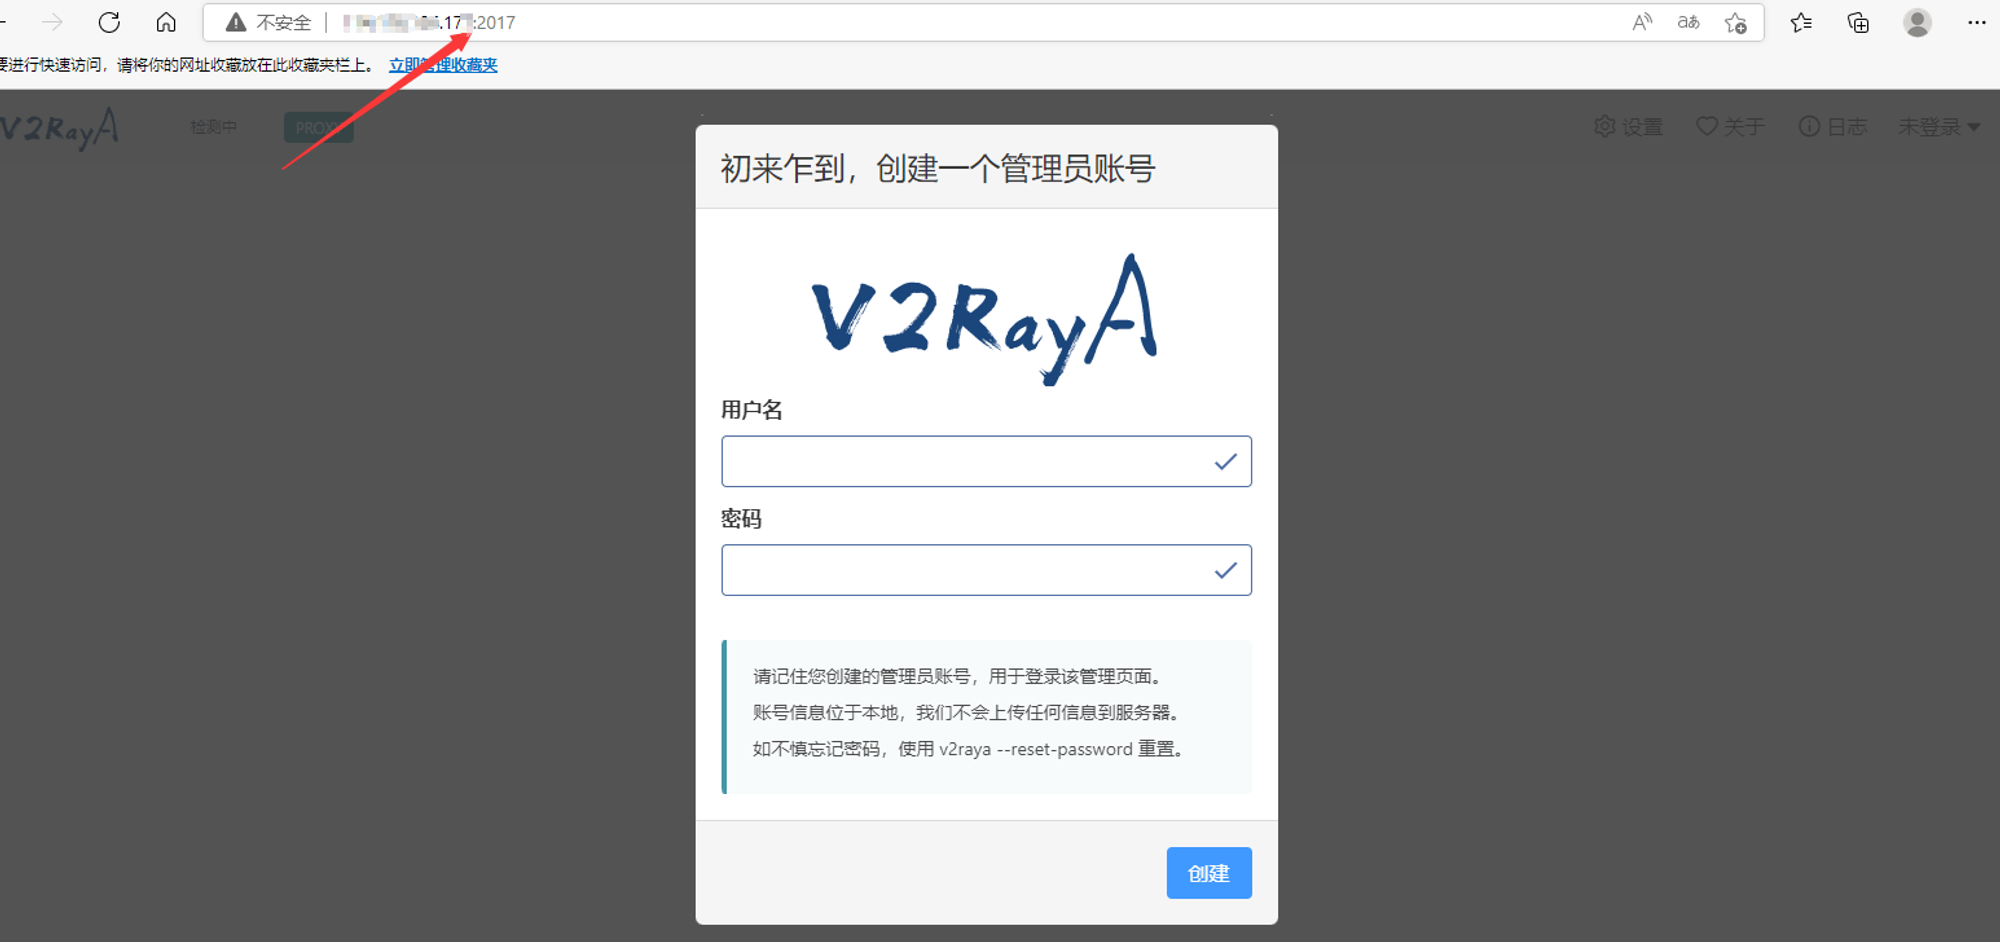 不安全 .17 :2017
要进行快速访问，请将你的网址收藏放在此收藏夹栏上。 立即管理收藏夹
V2RayA 检测中 PROXY 设置 关于 日志 未登录
初来乍到，创建一个管理员账号
V2RayA
用户名
密码
请记住您创建的管理员账号，用于登录该管理页面。
账号信息位于本地，我们不会上传任何信息到服务器。
如不慎忘记密码，使用 v2raya --reset-password 重置。
创建